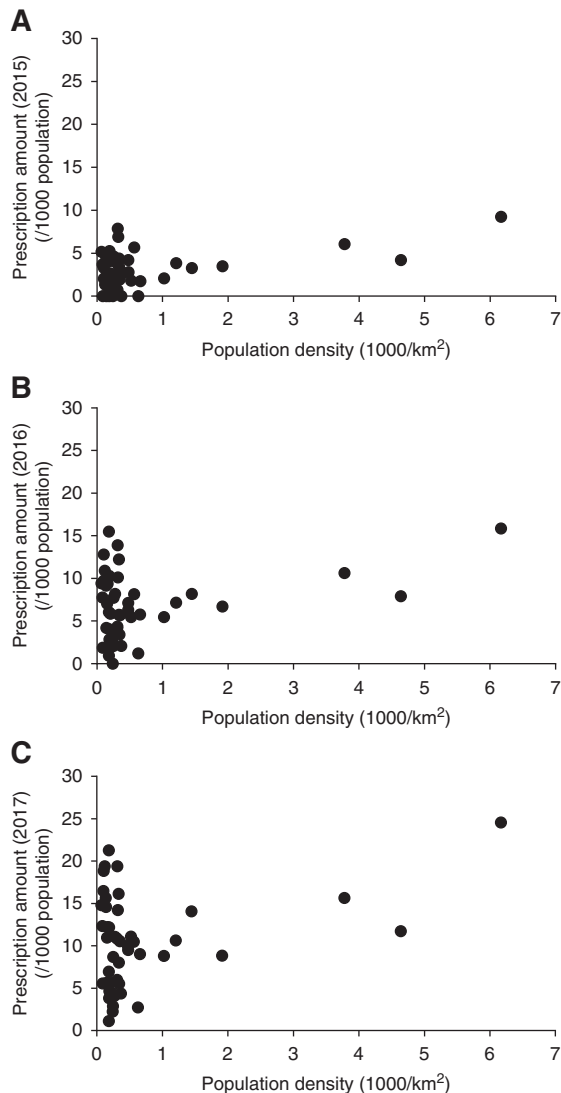 A
30
25
20
15
10
5
0
Prescription amount (2015)
(/1000 population)
0 1 2 3 4 5 6 7
Population density (1000/km²)
B
30
25
20
15
10
5
0
Prescription amount (2016)
(/1000 population)
0 1 2 3 4 5 6 7
Population density (1000/km²)
C
30
25
20
15
10
5
0
Prescription amount (2017)
(/1000 population)
0 1 2 3 4 5 6 7
Population density (1000/km²)